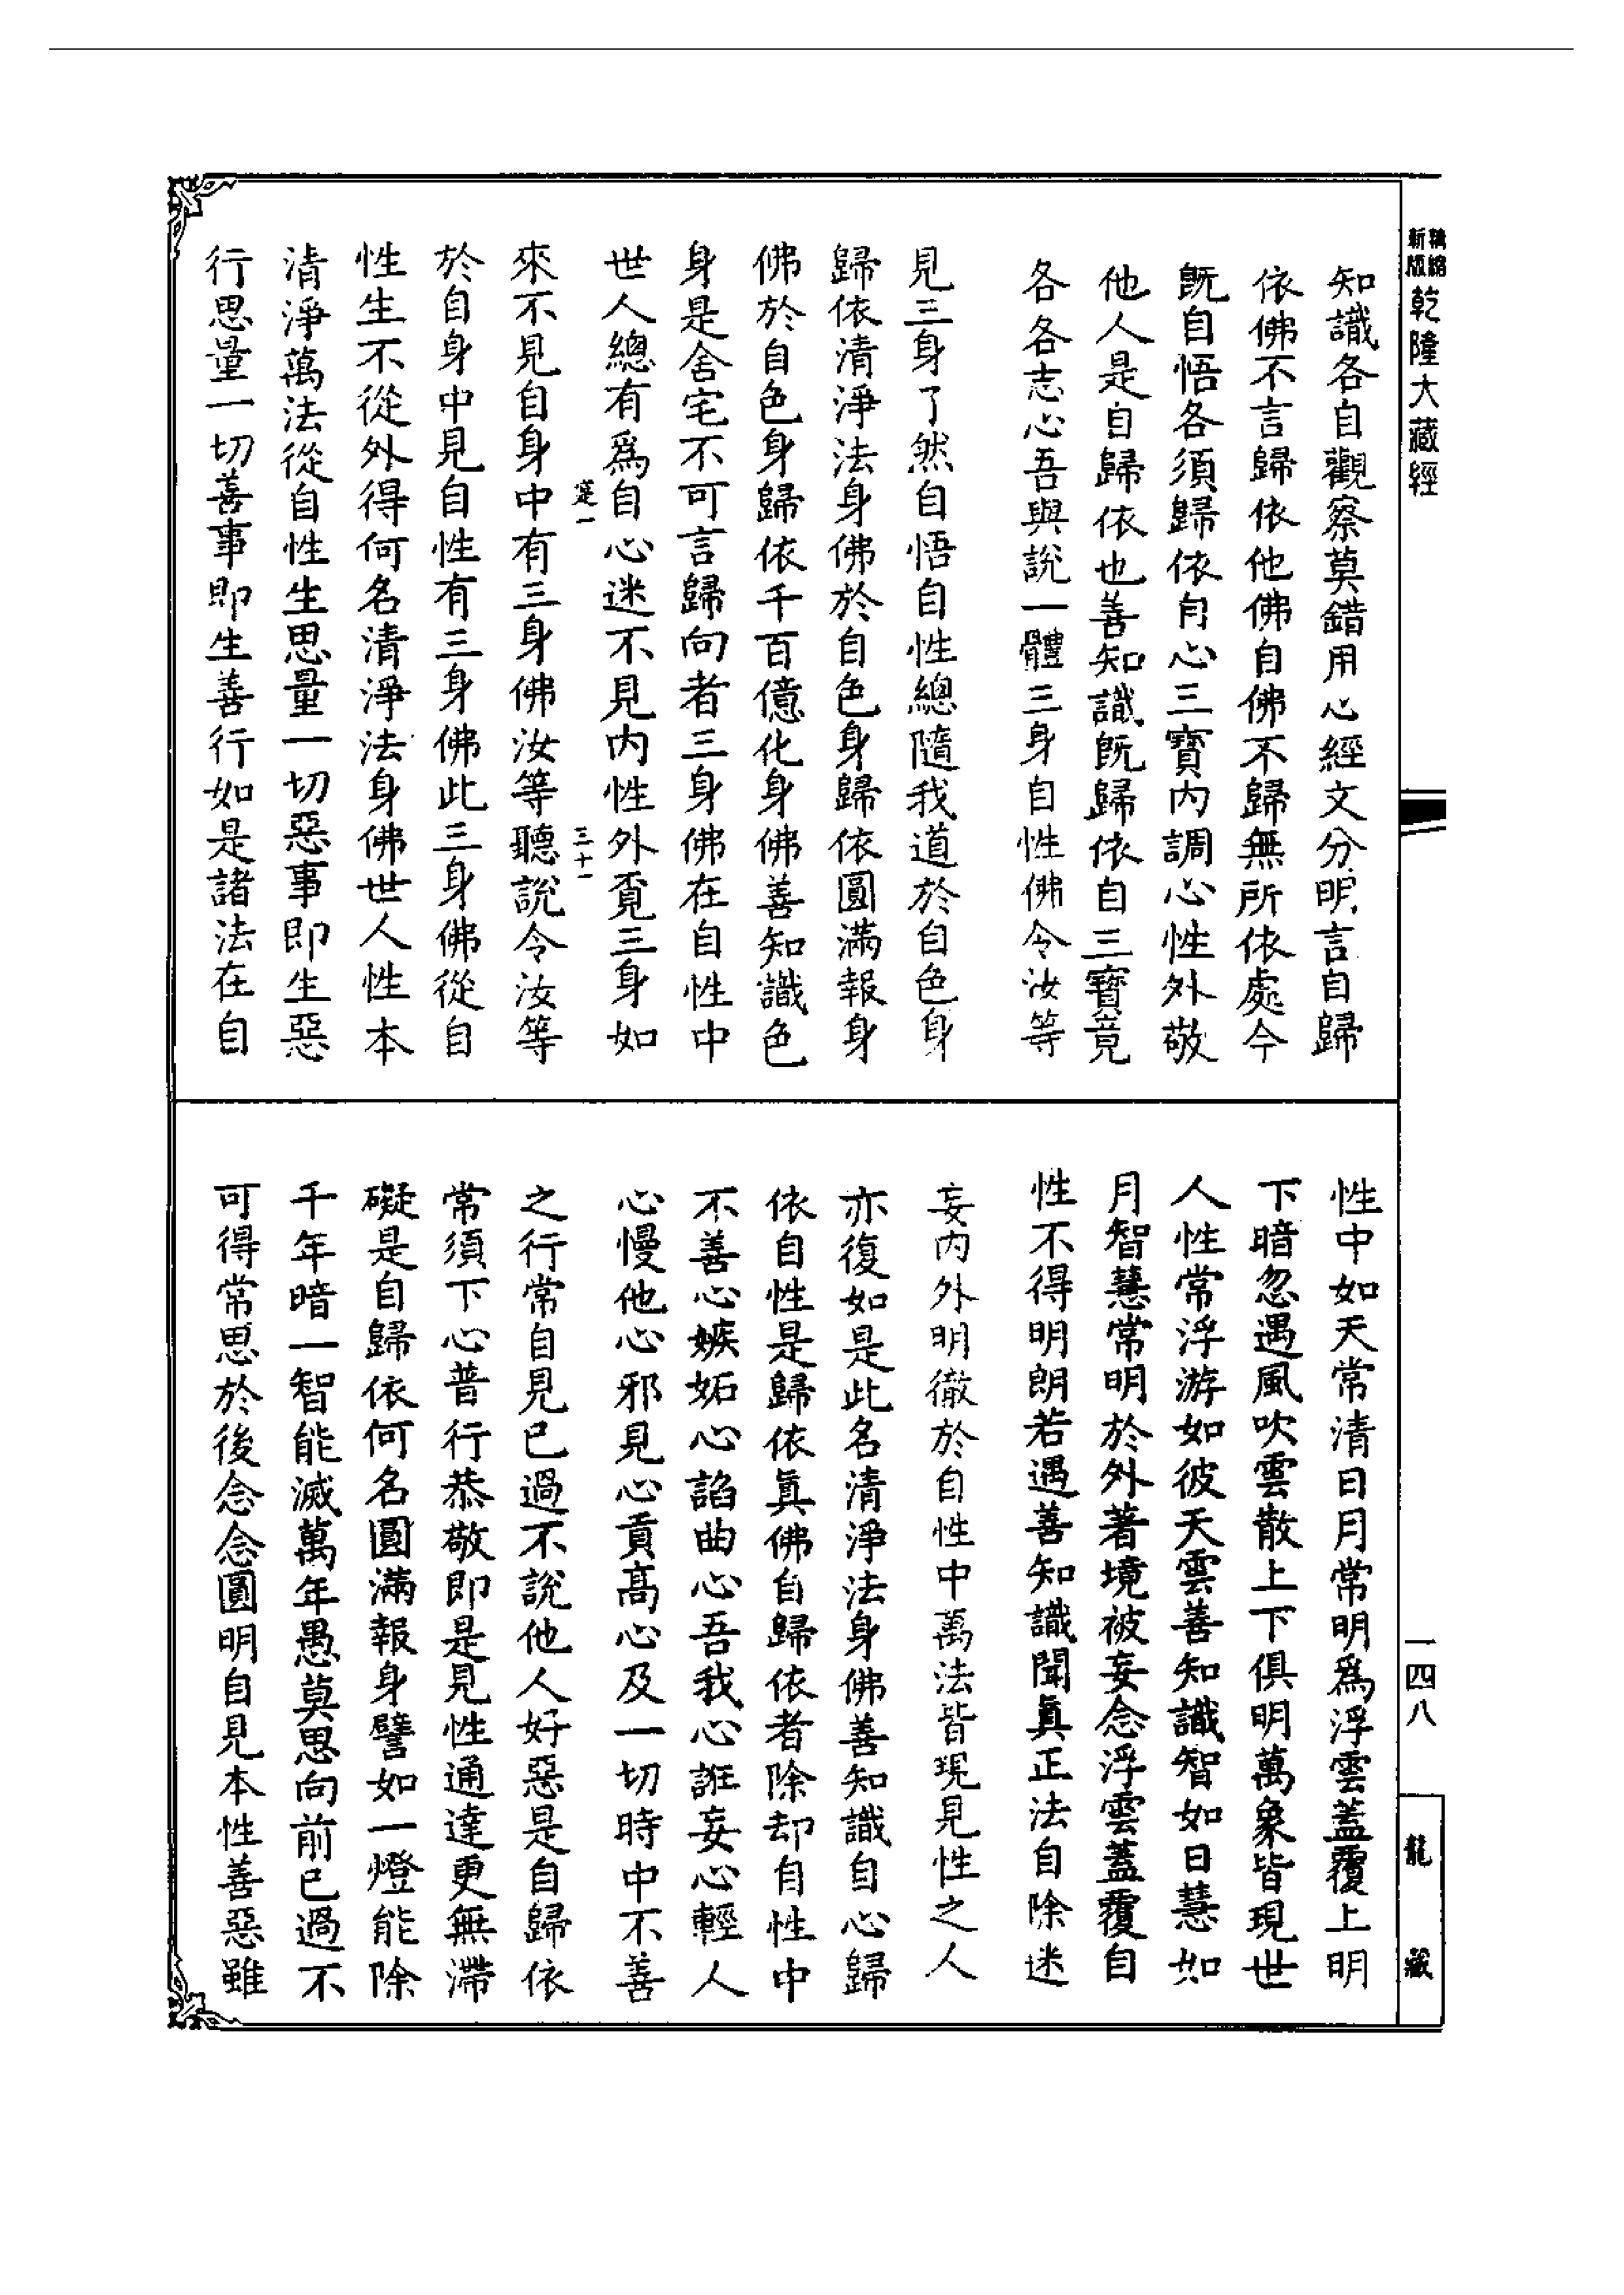 新版
乾隆大藏經
知識各自觀察莫錯用心經文分明言自歸
依佛不言歸依他佛自佛不歸無所依處今
既自悟各須歸依自心三寶內調心性外敬
他人是自歸依也善知識既歸依自三寶竟
各各志心吾與說一體三身自性佛令汝等
見三身了然自悟自性總隨我道於自色身
歸依清淨法身佛於自色身歸依圓滿報身
佛於自色身歸依千百億化身佛善知識色
身是舍宅不可言歸向者三身佛在自性中
世人總有爲自心迷不見內性外覓三身如
三十一
來不見自身中有三身佛汝等聽說令汝等
於自身中見自性有三身佛此三身佛從自
性生不從外得何名清淨法身佛世人性本
清淨萬法從自性生思量一切惡事即生惡
行思量一切善事即生善行如是諸法在自
性中如天常清日月常明爲浮雲蓋覆上明
下暗忽遇風吹雲散上下俱明萬象皆現世
人性常浮游如彼天雲善知識智如日慧如
月智慧常明於外著境被妄念浮雲蓋覆自
性不得明朗若遇善知識聞眞正法自除迷
妄內外明徹於自性中萬法皆現見性之人
亦復如是此名清淨法身佛善知識自心歸
依自性是歸依眞佛自歸依者除却自性中
不善心嫉妬心諂曲心吾我心誑妄心輕人
心慢他心邪見心貢高心及一切時中不善
之行常自見已過不說他人好惡是自歸依
常須下心普行恭敬即是見性通達更無滯
礙是自歸依何名圓滿報身譬如一燈能除
千年暗一智能滅萬年愚莫思向前已過不
可得常思於後念念圓明自見本性善惡雖
一四八
龍藏